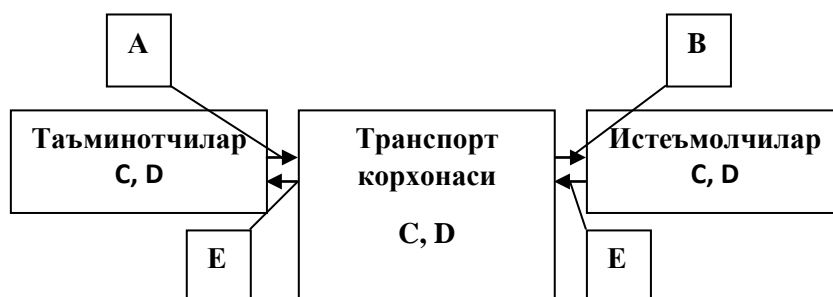 А
В
Таъминотчилар
C, D
Транспорт
корхонаси
C, D
Истеъмолчилар
C, D
Е
Е